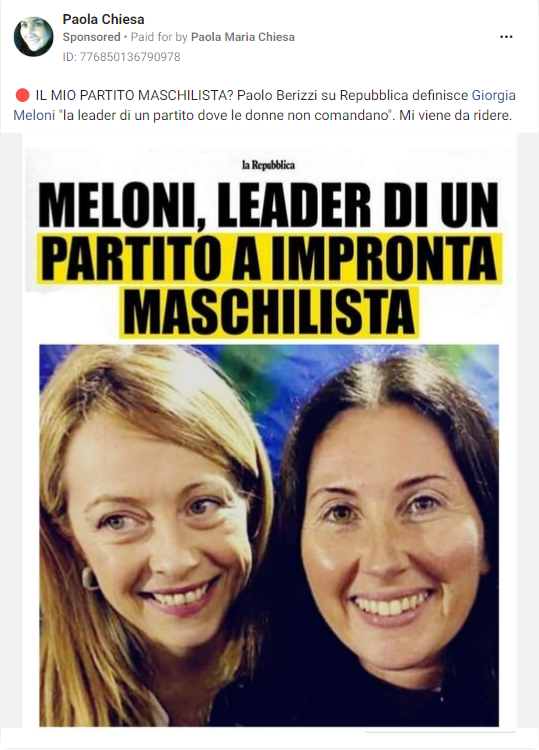 Paola Chiesa
Sponsored • Paid for by Paola Maria Chiesa
ID: 776850136790978
🔴 IL MIO PARTITO MASCHILISTA? Paolo Berizzi su Repubblica definisce Giorgia
Meloni "la leader di un partito dove le donne non comandano". Mi viene da ridere.
la Repubblica
MELONI, LEADER DI UN
PARTITO A IMPRONTA
MASCHILISTA